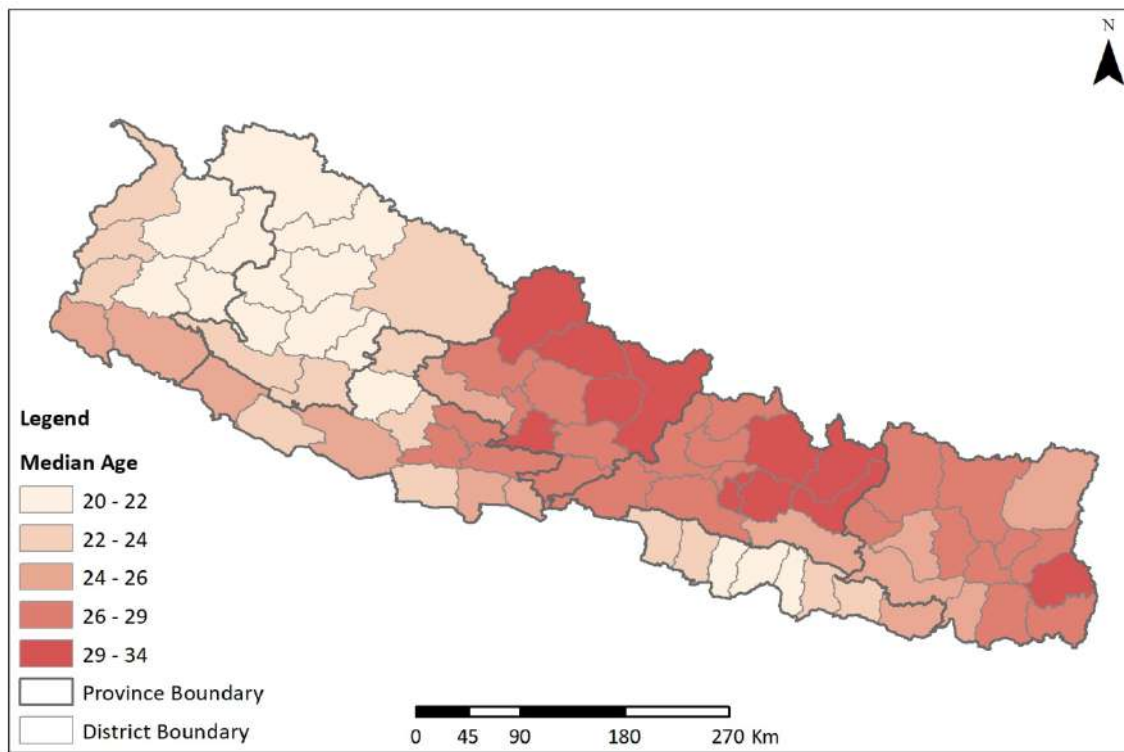 N
Legend
Median Age
20 - 22
22 - 24
24 - 26
26 - 29
29 - 34
Province Boundary
District Boundary
0 45 90 180 270 Km